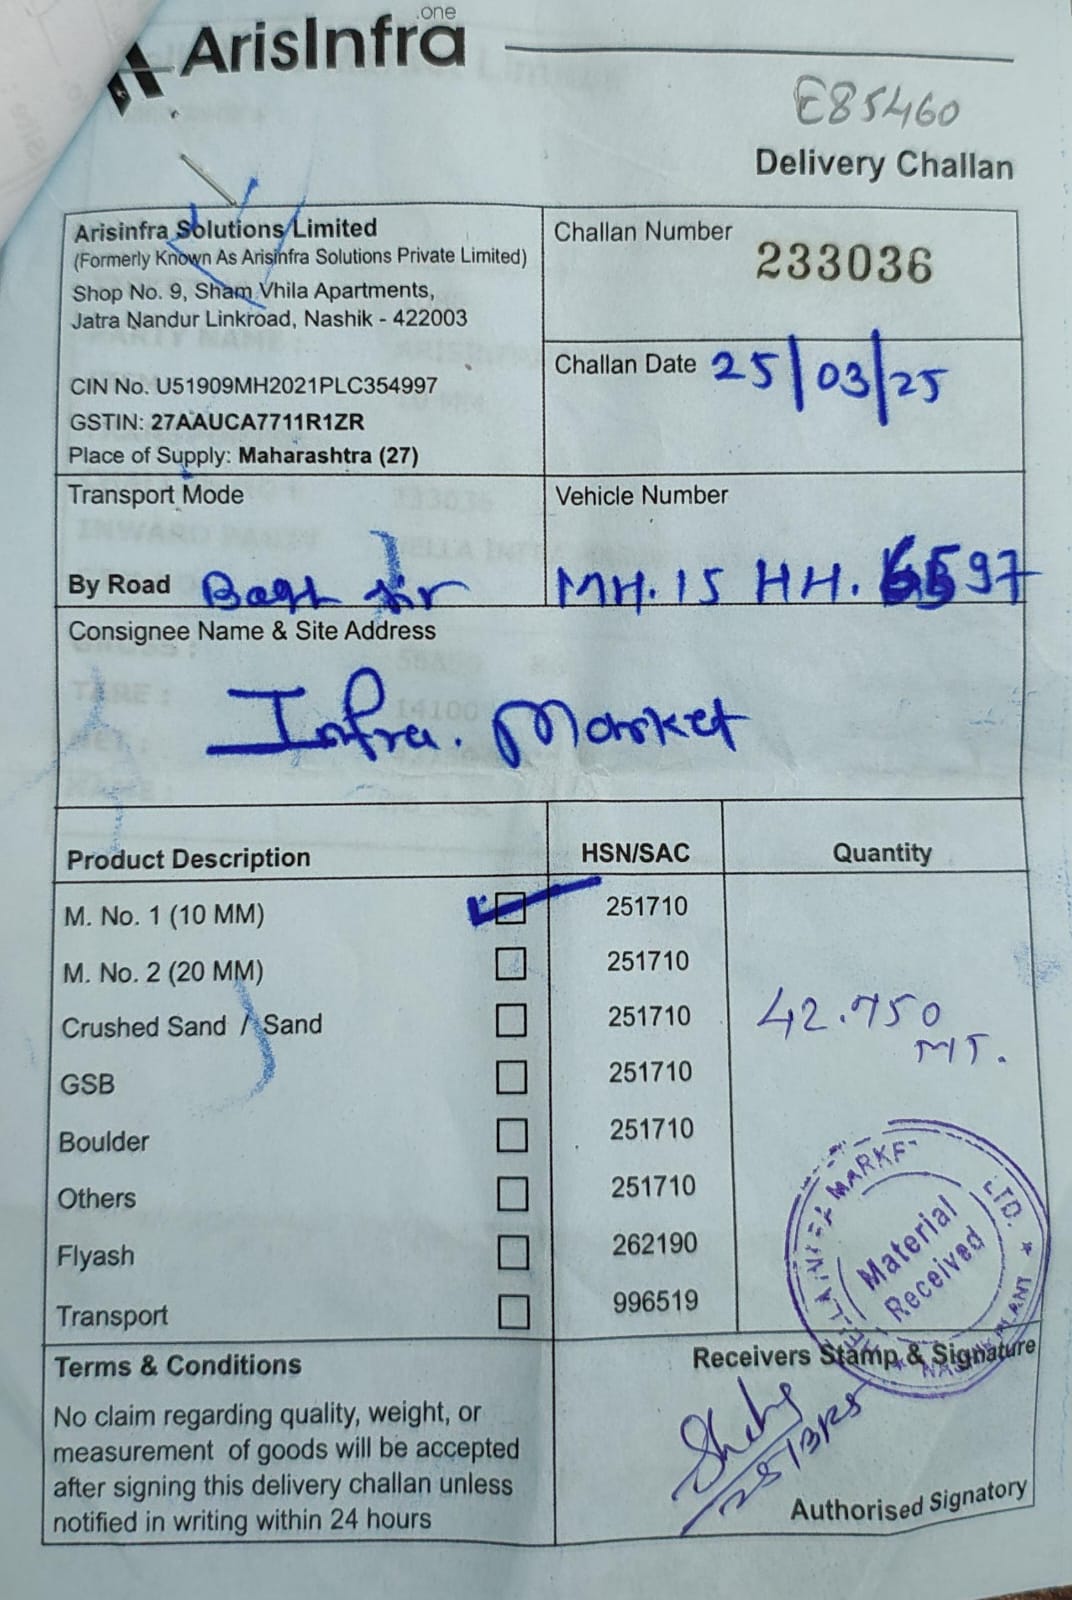 ArisInfra
.one
E85460
Delivery Challan
Arisinfra Solutions Limited
(Formerly Known As Arisinfra Solutions Private Limited)
Shop No. 9, Sham Vhila Apartments,
Jatra Nandur Linkroad, Nashik - 422003
CIN No. U51909MH2021PLC354997
GSTIN: 27AAUCA7711R1ZR
Place of Supply: Maharashtra (27)
Challan Number
233036
Challan Date 25/03/25
Transport Mode
By Road
Vehicle Number
MH.15 HH. 6597
Consignee Name & Site Address
Infra. Market
Product Description HSN/SAC Quantity
M. No. 1 (10 MM) 251710
M. No. 2 (20 MM) 251710
Crushed Sand / Sand 251710
42.750
MT.
GSB 251710
Boulder 251710
Others 251710
Flyash 262190
Transport 996519
Material
Received
LTD.
Terms & Conditions
No claim regarding quality, weight, or
measurement of goods will be accepted
after signing this delivery challan unless
notified in writing within 24 hours
Receivers Stamp & Signature
25/3/25
Authorised Signatory